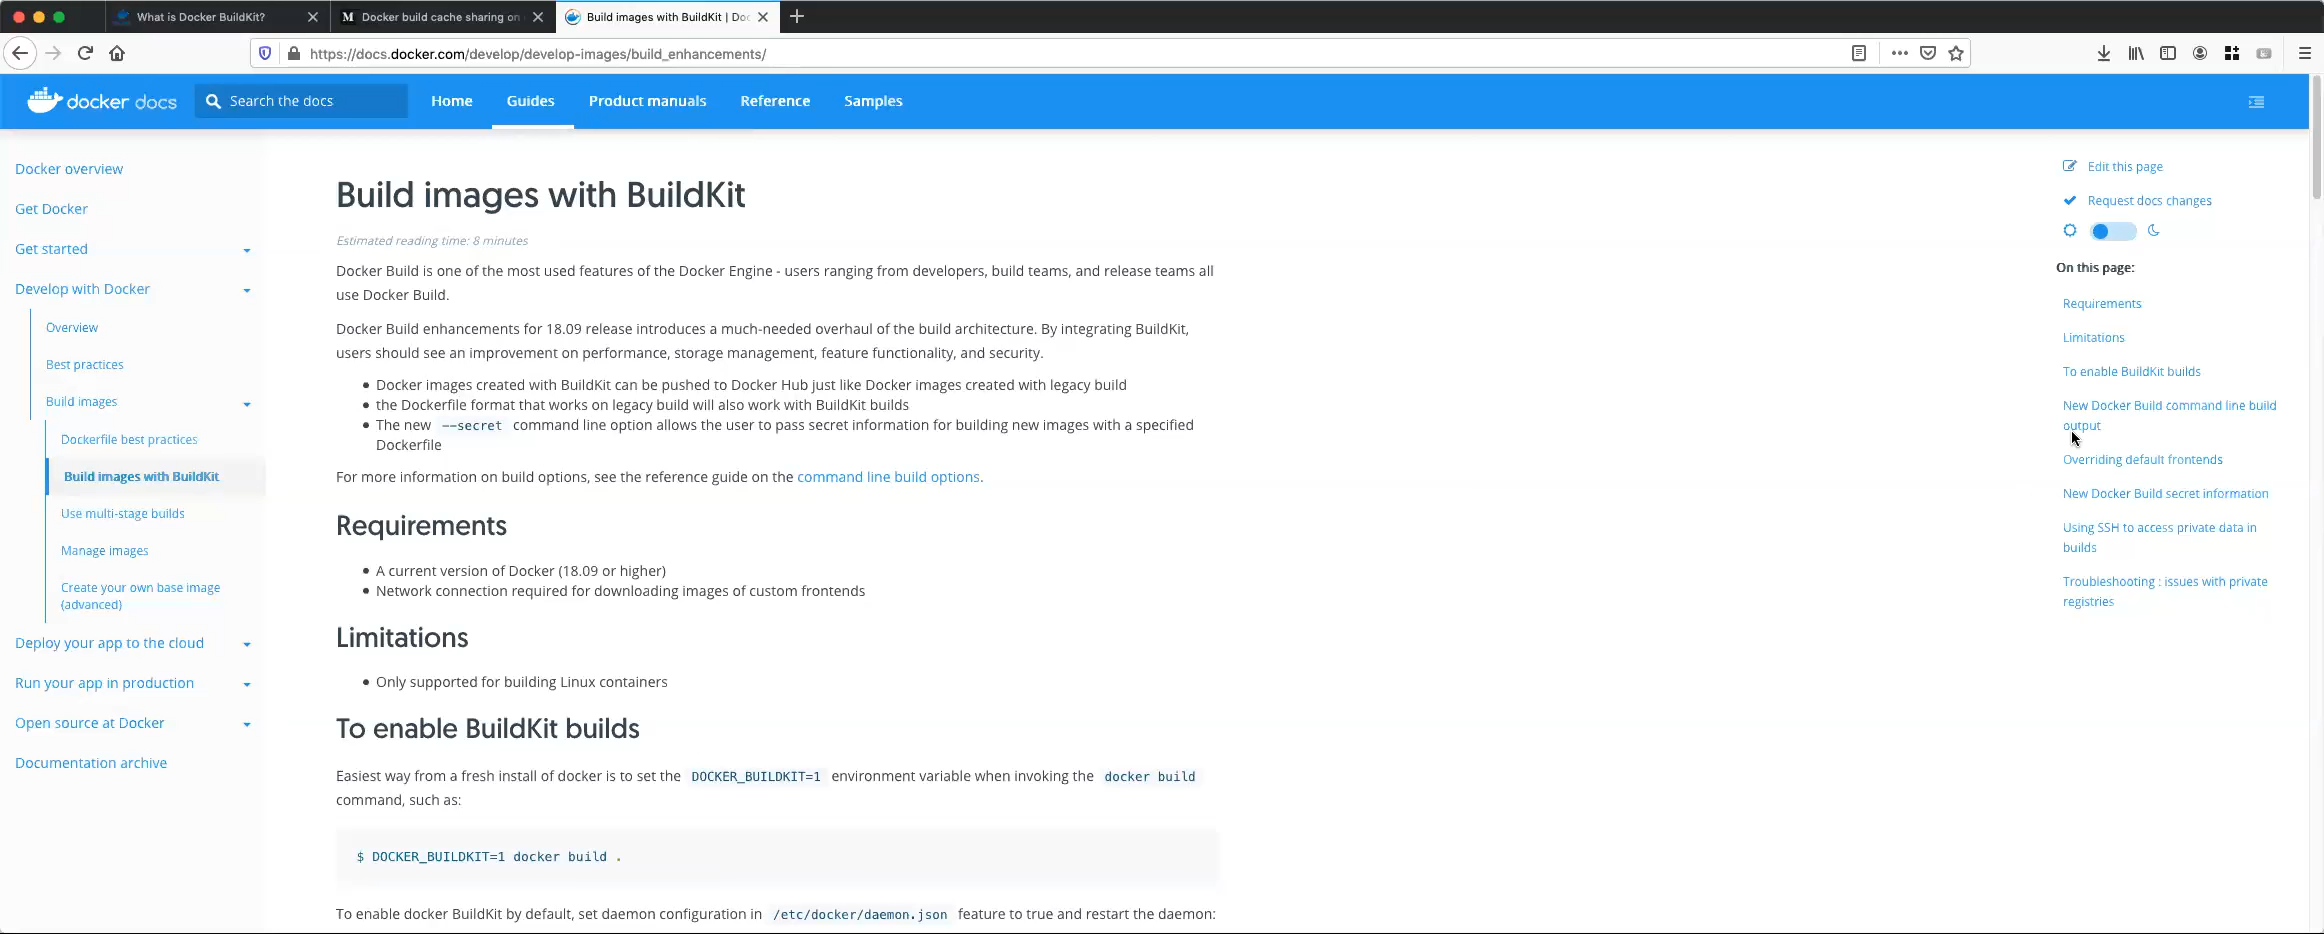 What is Docker BuildKit?
Docker build cache sharing on
Build images with BuildKit | Doc
https://docs.docker.com/develop/develop-images/build_enhancements/
docker docs
Search the docs
Home
Guides
Product manuals
Reference
Samples
Docker overview
Get Docker
Get started
Develop with Docker
Overview
Best practices
Build images
Dockerfile best practices
Build images with BuildKit
Use multi-stage builds
Manage images
Create your own base image
(advanced)
Deploy your app to the cloud
Run your app in production
Open source at Docker
Documentation archive
Build images with BuildKit
Estimated reading time: 8 minutes
Docker Build is one of the most used features of the Docker Engine - users ranging from developers, build teams, and release teams all
use Docker Build.
Docker Build enhancements for 18.09 release introduces a much-needed overhaul of the build architecture. By integrating BuildKit,
users should see an improvement on performance, storage management, feature functionality, and security.
• Docker images created with BuildKit can be pushed to Docker Hub just like Docker images created with legacy build
• the Dockerfile format that works on legacy build will also work with BuildKit builds
• The new --secret command line option allows the user to pass secret information for building new images with a specified
Dockerfile
For more information on build options, see the reference guide on the command line build options.
Requirements
• A current version of Docker (18.09 or higher)
• Network connection required for downloading images of custom frontends
Limitations
• Only supported for building Linux containers
To enable BuildKit builds
Easiest way from a fresh install of docker is to set the DOCKER_BUILDKIT=1 environment variable when invoking the docker build
command, such as:
$ DOCKER_BUILDKIT=1 docker build .
To enable docker BuildKit by default, set daemon configuration in /etc/docker/daemon.json feature to true and restart the daemon:
Edit this page
Request docs changes
On this page:
Requirements
Limitations
To enable BuildKit builds
New Docker Build command line build
output
Overriding default frontends
New Docker Build secret information
Using SSH to access private data in
builds
Troubleshooting : issues with private
registries